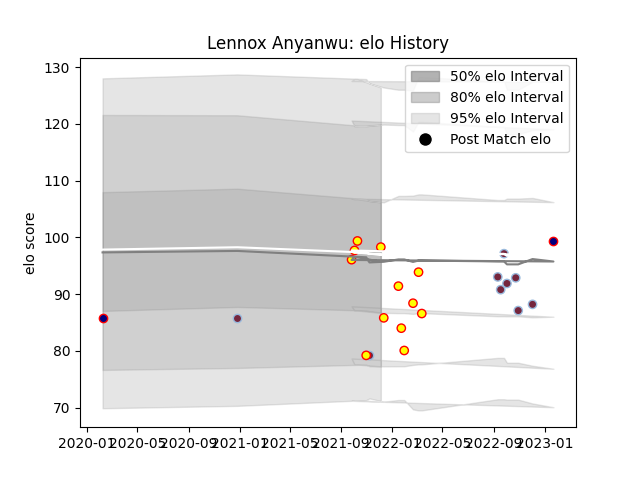 Lennox Anyanwu: elo History
130
120
110
100
90
80
70
elo score
50% elo Interval
80% elo Interval
95% elo Interval
Post Match elo
2020-01
2020-05
2020-09
2021-01
2021-05
2021-09
2022-01
2022-05
2022-09
2023-01